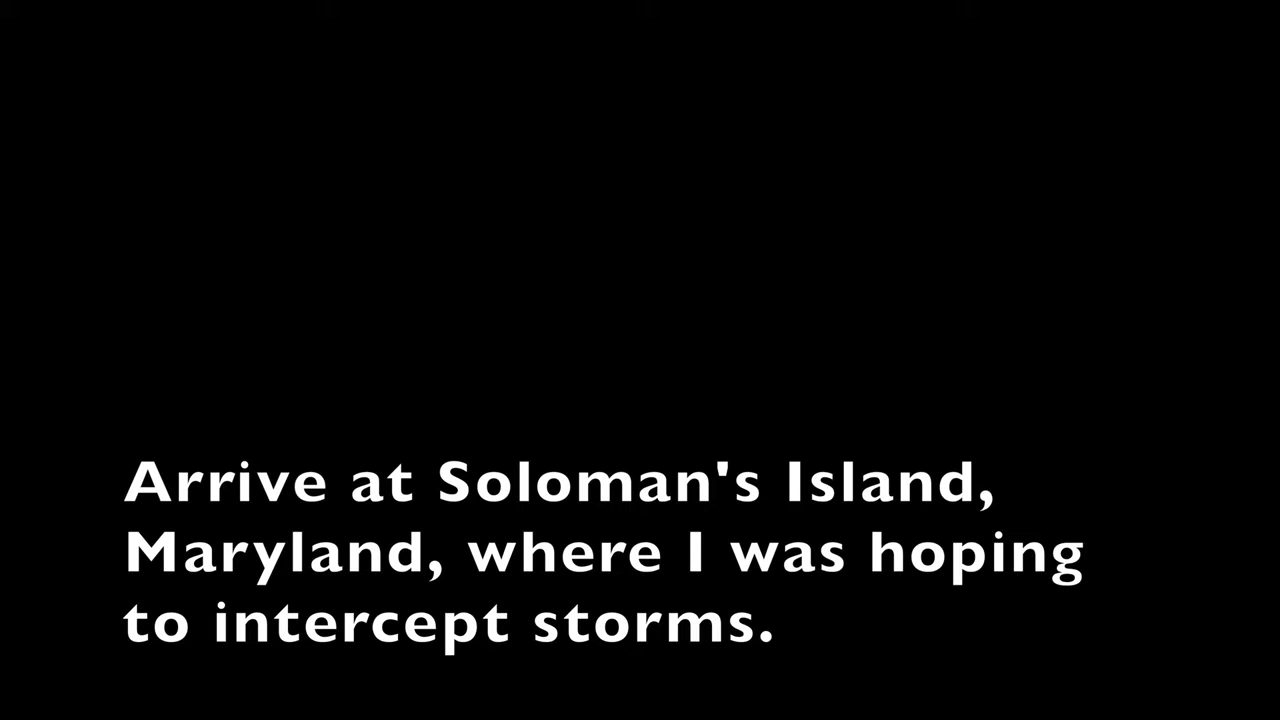 Arrive at Soloman's Island,
Maryland, where I was hoping
to intercept storms.